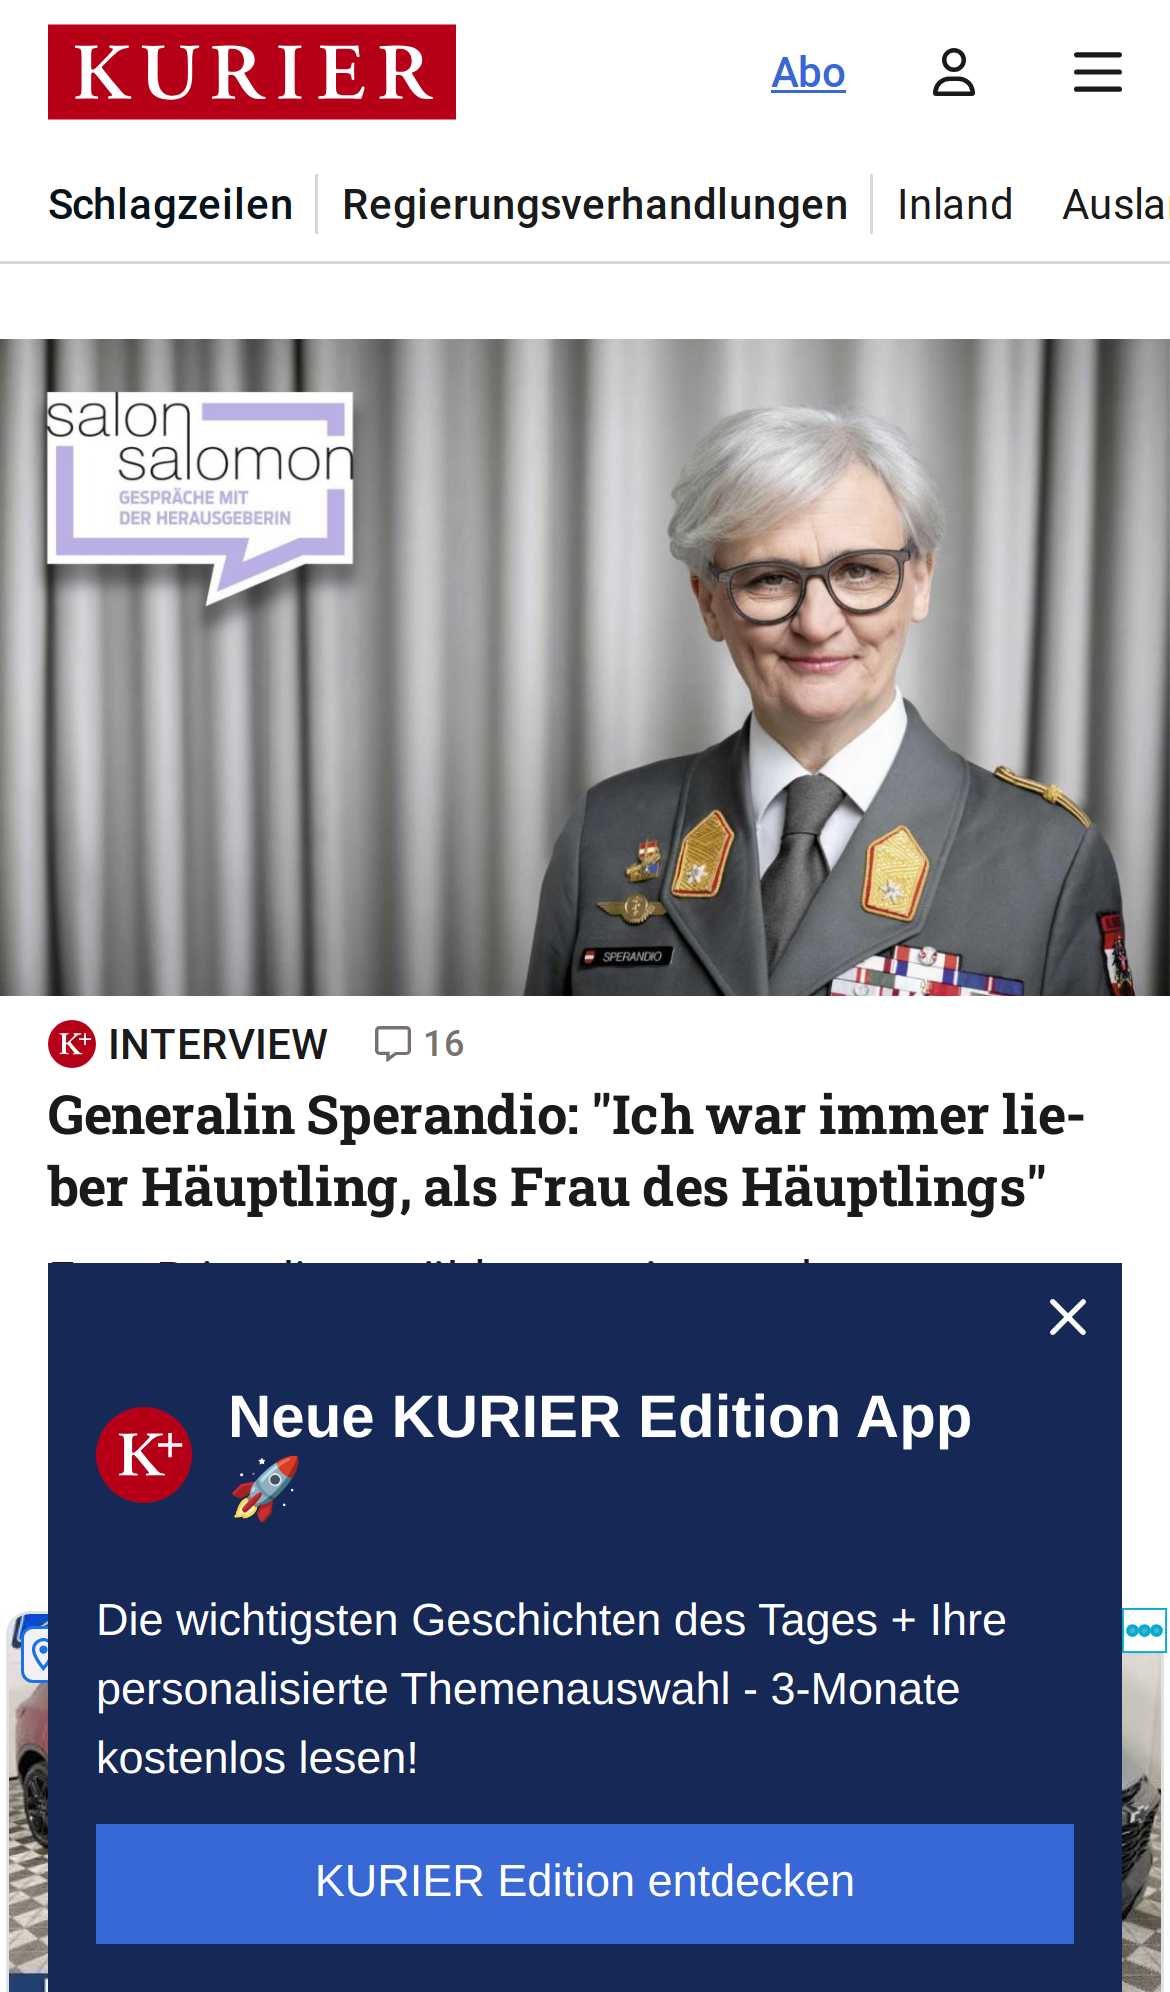 KURIER
Abo
Schlagzeilen
Regierungsverhandlungen
Inland
Auslan
salon
salomon
GESPRÄCHE MIT
DER HERAUSGEBERIN
SPERANDIO
K+ INTERVIEW 16
Generalin Sperandio: "Ich war immer lie-
ber Häuptling, als Frau des Häuptlings"
K+
Neue KURIER Edition App
🚀
Die wichtigsten Geschichten des Tages + Ihre
personalisierte Themenauswahl - 3-Monate
kostenlos lesen!
KURIER Edition entdecken